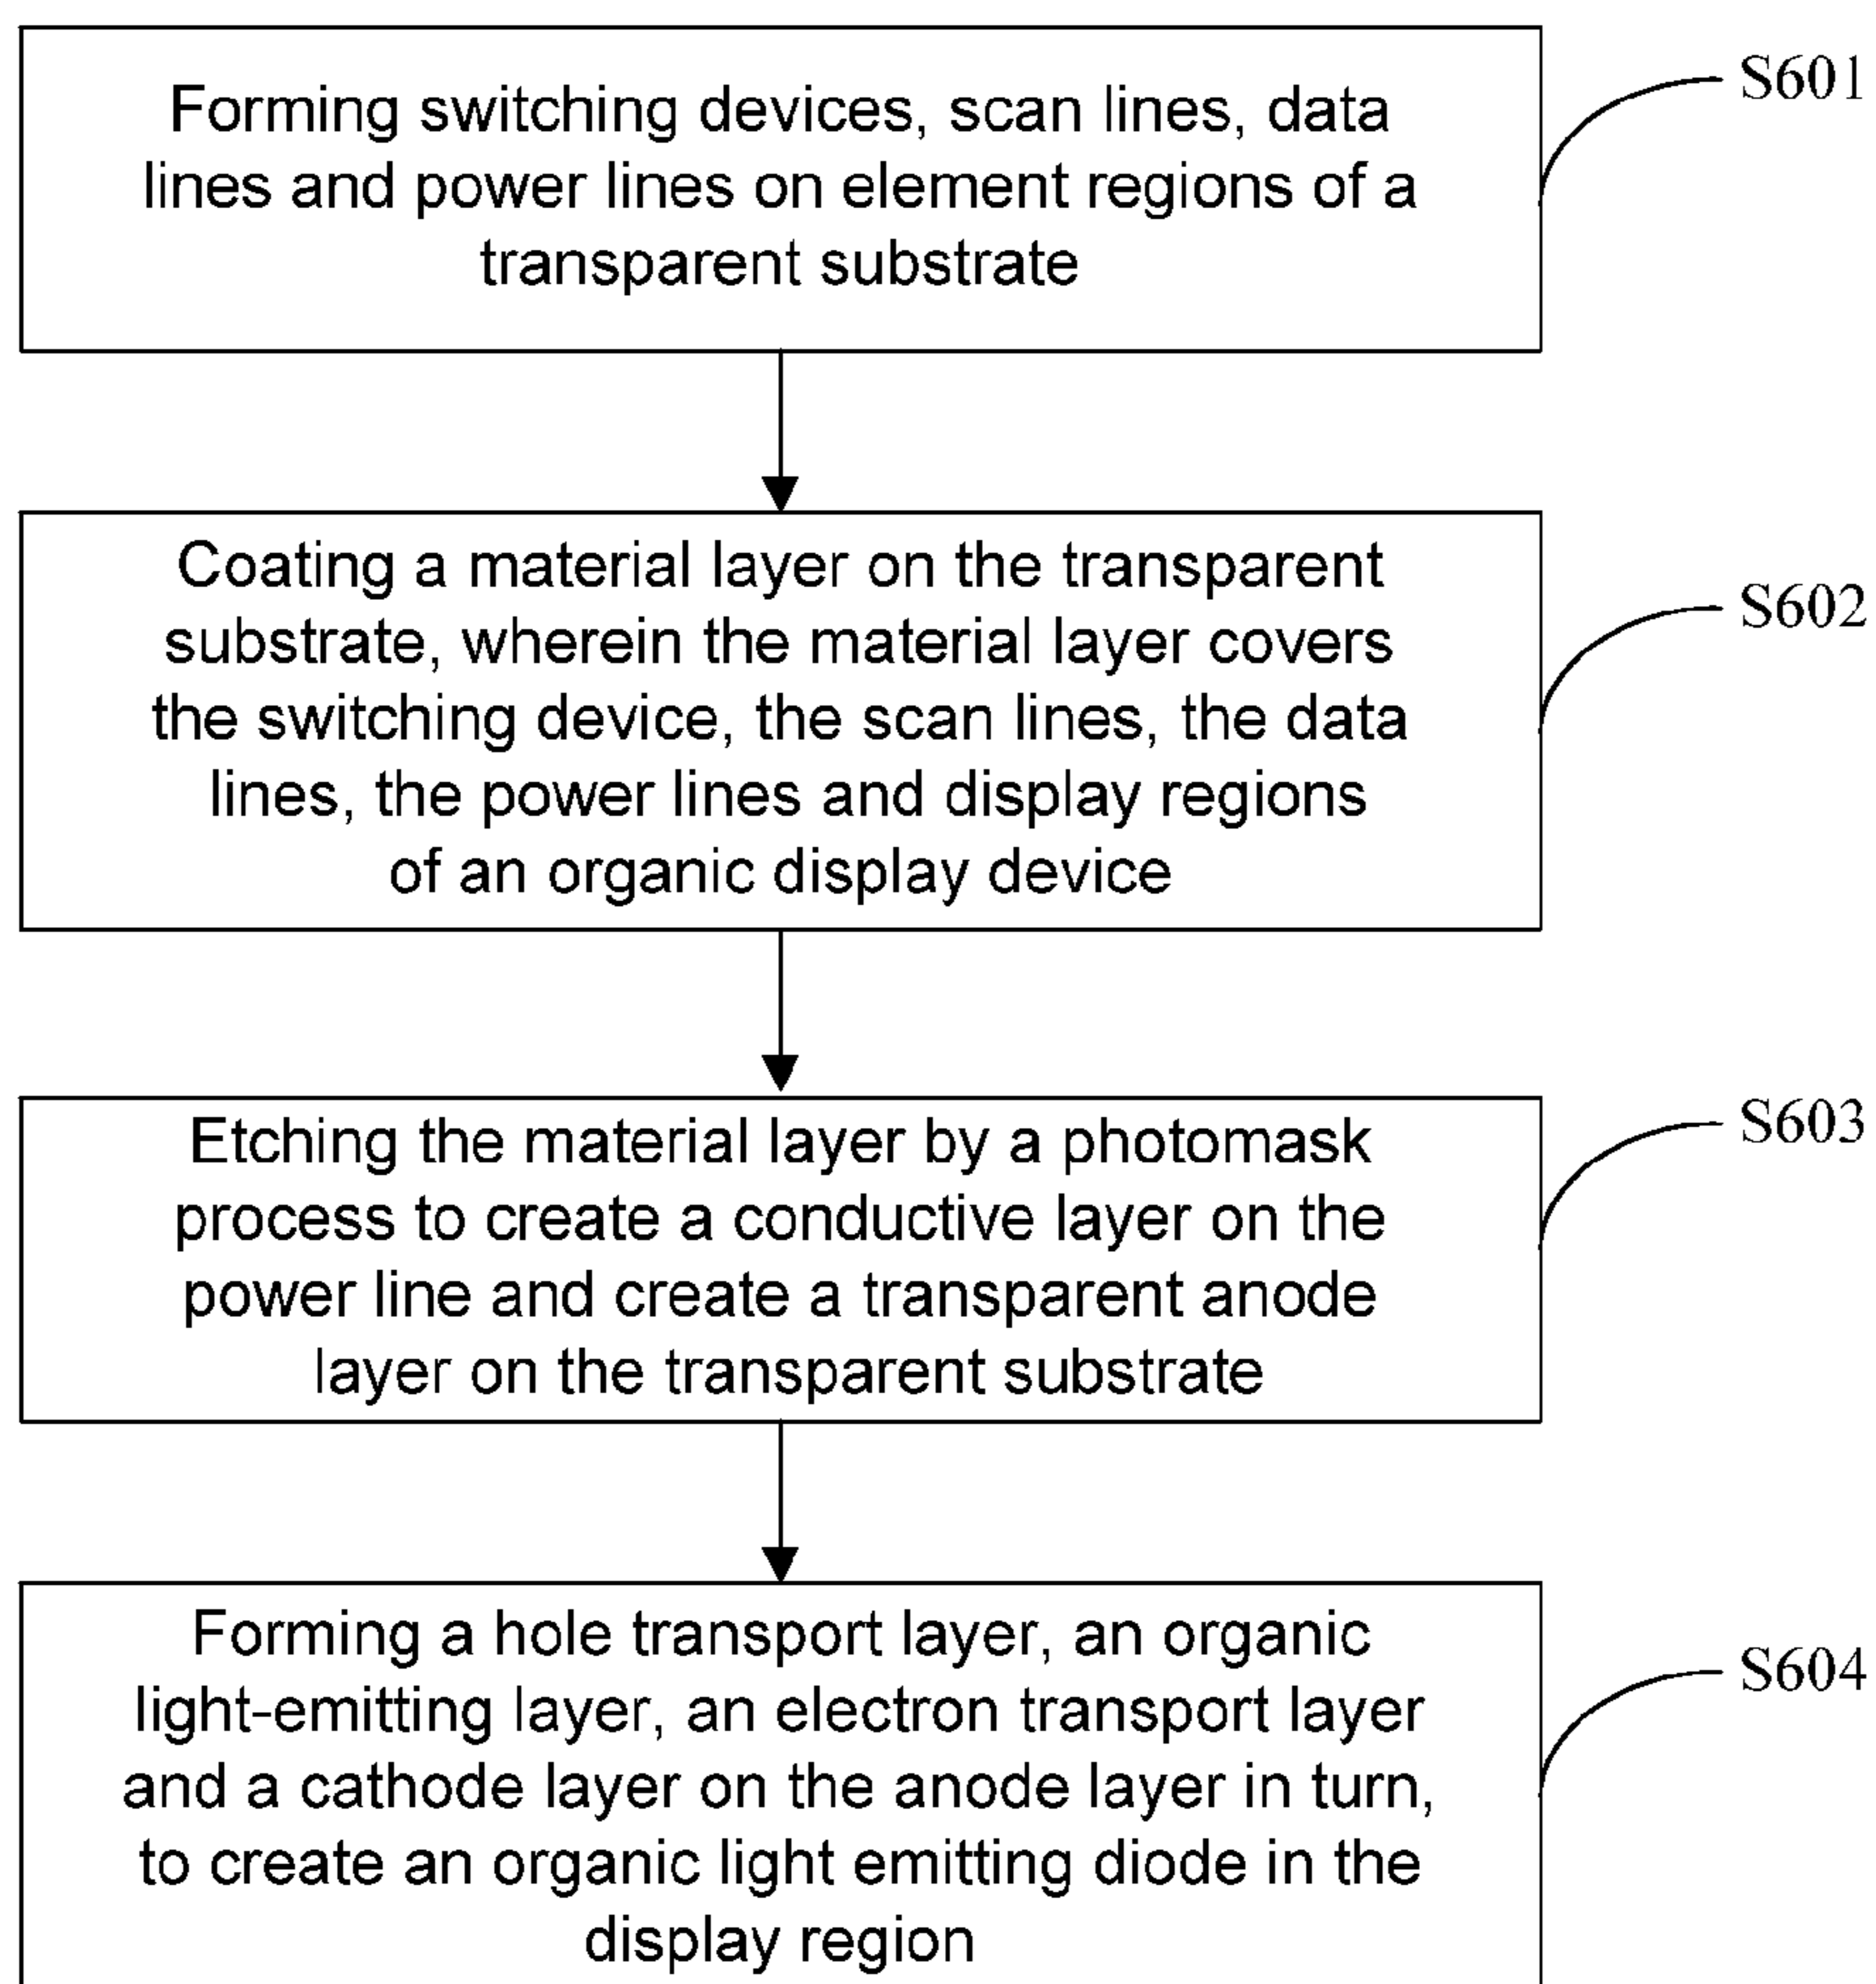 Forming switching devices, scan lines, data
lines and power lines on element regions of a
transparent substrate
S601
Coating a material layer on the transparent
substrate, wherein the material layer covers
the switching device, the scan lines, the data
lines, the power lines and display regions
of an organic display device
S602
Etching the material layer by a photomask
process to create a conductive layer on the
power line and create a transparent anode
layer on the transparent substrate
S603
Forming a hole transport layer, an organic
light-emitting layer, an electron transport layer
and a cathode layer on the anode layer in turn,
to create an organic light emitting diode in the
display region
S604